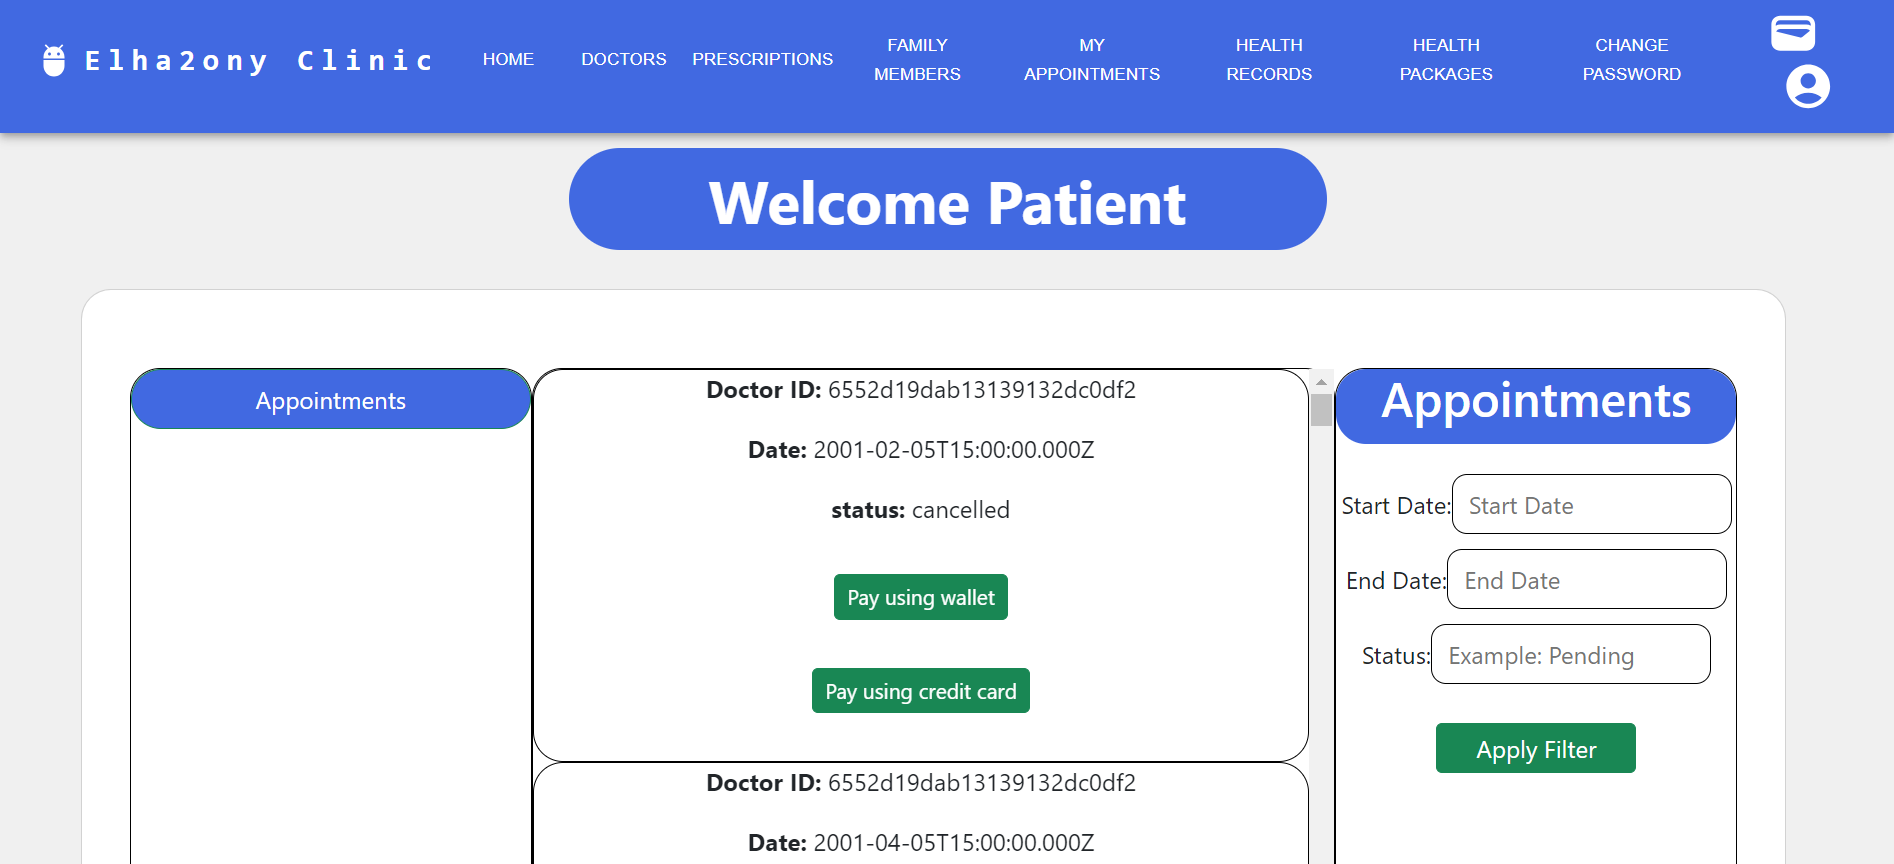 Elha2ony Clinic
HOME
DOCTORS
PRESCRIPTIONS
FAMILY
MEMBERS
MY
APPOINTMENTS
HEALTH
RECORDS
HEALTH
PACKAGES
CHANGE
PASSWORD
Welcome Patient
Appointments
Doctor ID: 6552d19dab13139132dc0df2
Date: 2001-02-05T15:00:00.000Z
status: cancelled
Pay using wallet
Pay using credit card
Doctor ID: 6552d19dab13139132dc0df2
Date: 2001-04-05T15:00:00.000Z
Appointments
Start Date: Start Date
End Date: End Date
Status: Example: Pending
Apply Filter